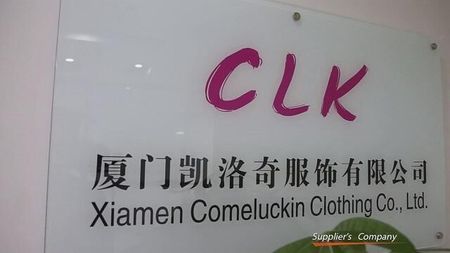 CLK
厦门凯洛奇服饰有限公司
Xiamen Comeluckin Clothing Co., Ltd.
Supplier's Company